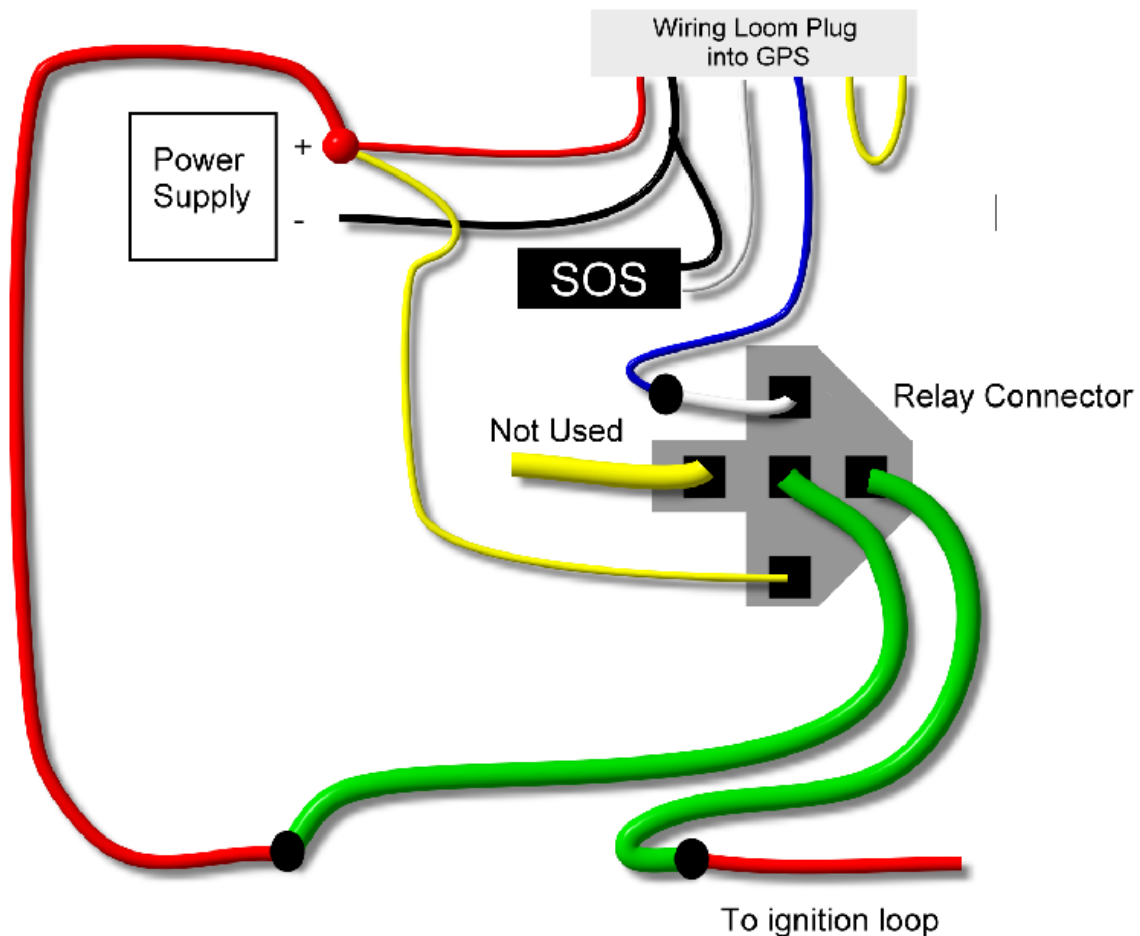 Wiring Loom Plug
into GPS
Power
Supply
+
-
SOS
Relay Connector
Not Used
To ignition loop